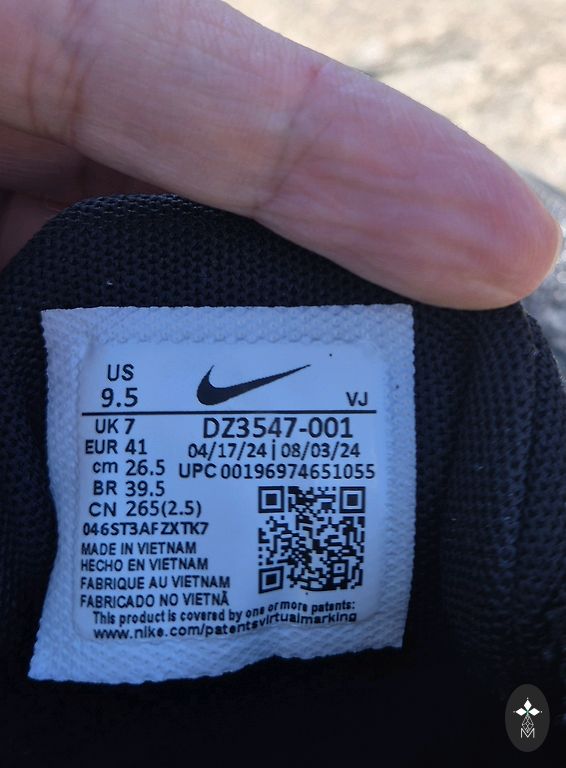 US
9.5
VJ
UK 7
DZ3547-001
EUR 41
04/17/24 | 08/03/24
cm 26.5
UPC 00196974651055
BR 39.5
CN 265(2.5)
046ST3AFZXTK7
MADE IN VIETNAM
HECHO EN VIETNAM
FABRIQUE AU VIETNAM
FABRICADO NO VIETNÃ
This product is covered by one or more patents:
www.nike.com/patentsvirtualmarking
M